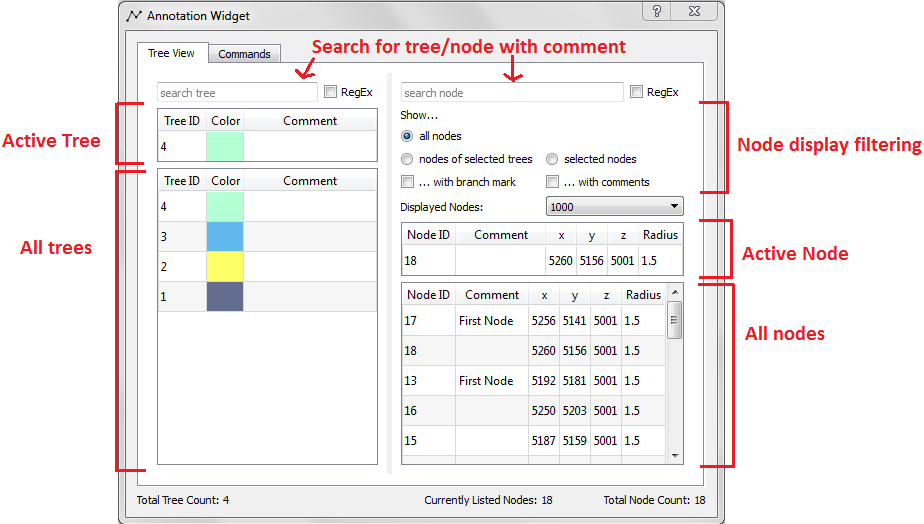 Annotation Widget
Tree View Commands
Search for tree/node with comment
search tree RegEx search node RegEx
Active Tree
Tree ID Color Comment
4
All trees
Tree ID Color Comment
4
3
2
1
Show...
all nodes
nodes of selected trees selected nodes
... with branch mark ... with comments
Node display filtering
Displayed Nodes: 1000
Node ID Comment x y z Radius
18 5260 5156 5001 1.5
Active Node
Node ID Comment x y z Radius
17 First Node 5256 5141 5001 1.5
18 5260 5156 5001 1.5
13 First Node 5192 5181 5001 1.5
16 5250 5203 5001 1.5
15 5187 5159 5001 1.5
All nodes
Total Tree Count: 4 Currently Listed Nodes: 18 Total Node Count: 18